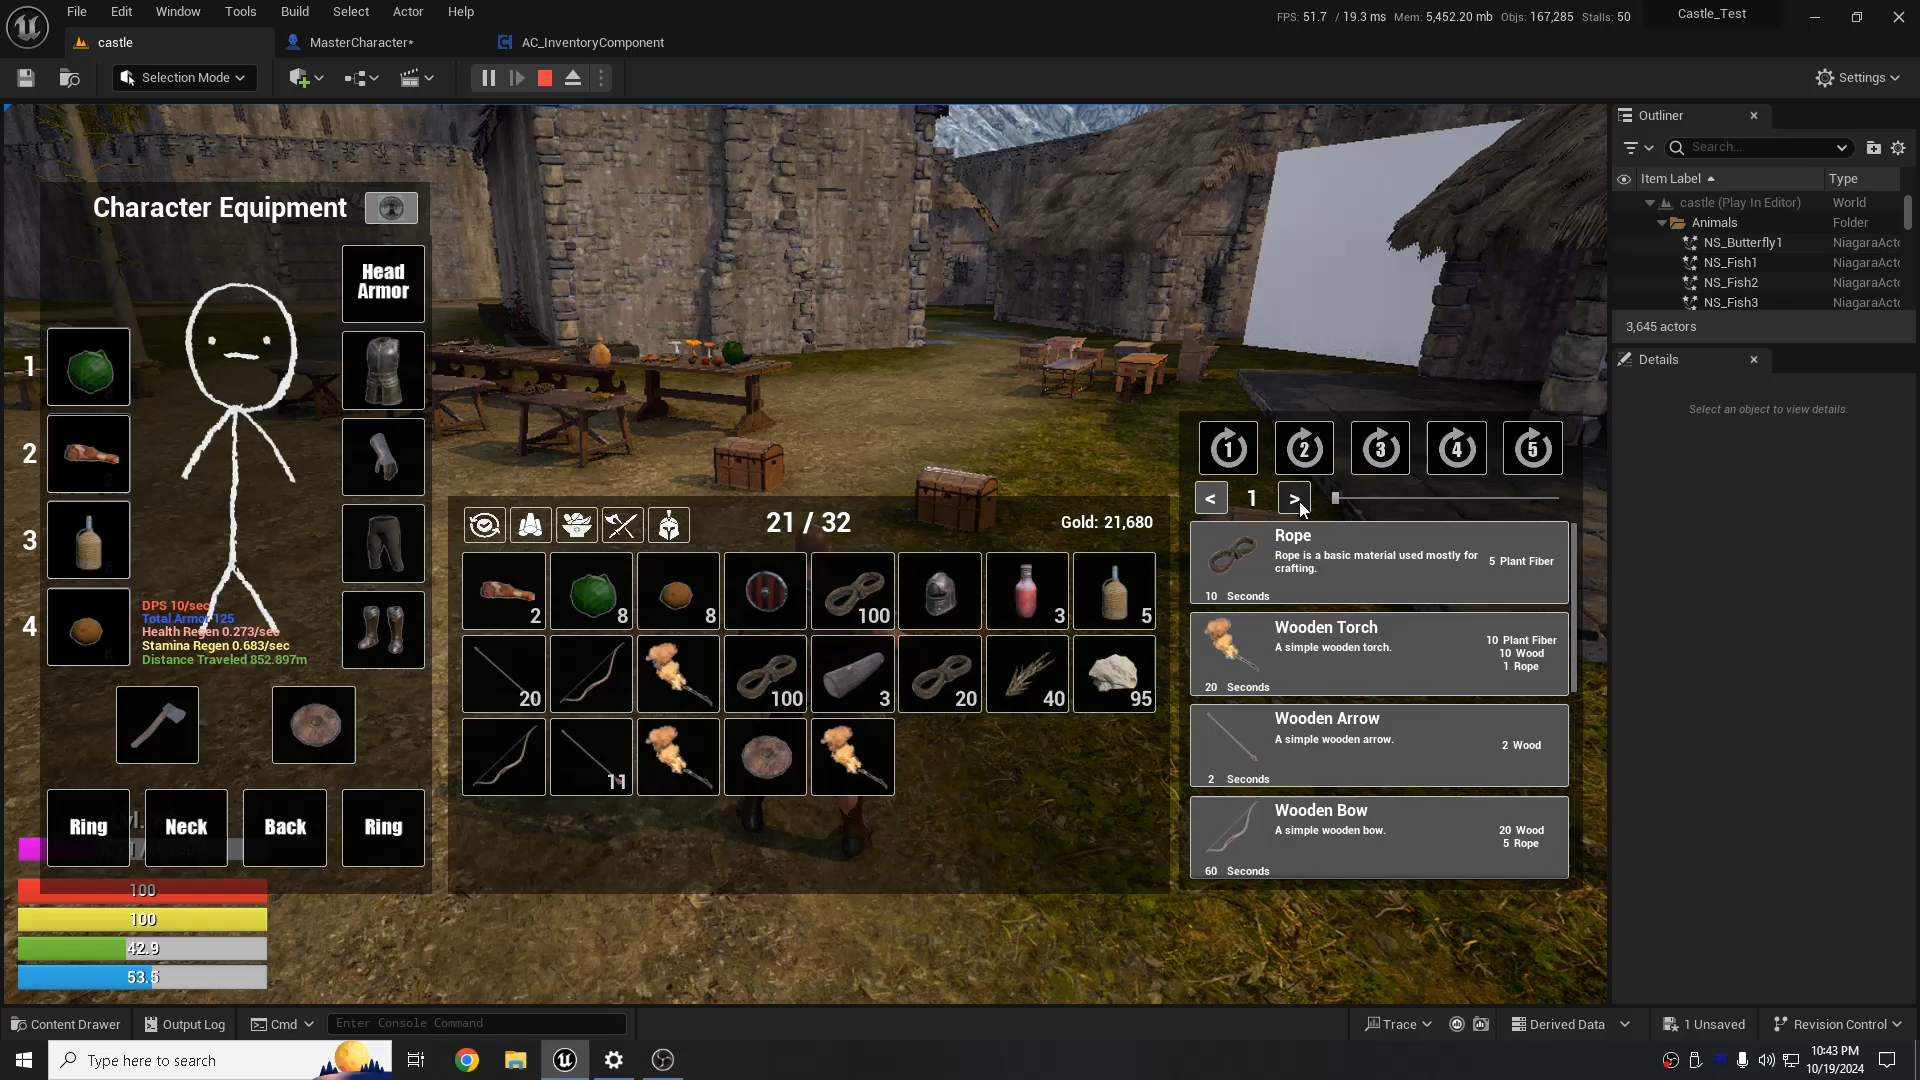 File Edit Window Tools Build Select Actor Help
FPS: 51.7 / 19.3 ms Mem: 5,452.20 mb Objs: 167,285 Stalls: 50
Castle_Test
castle
MasterCharacter*
AC_InventoryComponent
Selection Mode
Settings
Outliner
Search...
Item Label
Type
castle (Play In Editor) World
Animals Folder
NS_Butterfly1 NiagaraActo
NS_Fish1 NiagaraActo
NS_Fish2 NiagaraActo
NS_Fish3 NiagaraActo
3,645 actors
Details
Select an object to view details.
Character Equipment
Head
Armor
1
2
3
4
DPS 10/sec
Total Armor 125
Health Regen 0.273/sec
Stamina Regen 0.683/sec
Distance Traveled 852.897m
Ring
Neck
Back
Ring
100
100
42.9
53.5
21 / 32
Gold: 21,680
2
8
8
100
3
5
20
100
3
20
40
95
11
1
2
3
4
5
<
1
>
Rope
Rope is a basic material used mostly for
crafting.
5 Plant Fiber
10 Seconds
Wooden Torch
A simple wooden torch.
10 Plant Fiber
10 Wood
1 Rope
20 Seconds
Wooden Arrow
A simple wooden arrow.
2 Wood
2 Seconds
Wooden Bow
A simple wooden bow.
20 Wood
5 Rope
60 Seconds
Content Drawer
Output Log
Cmd
Enter Console Command
Trace
Derived Data
1 Unsaved
Revision Control
Type here to search
10:43 PM
10/19/2024